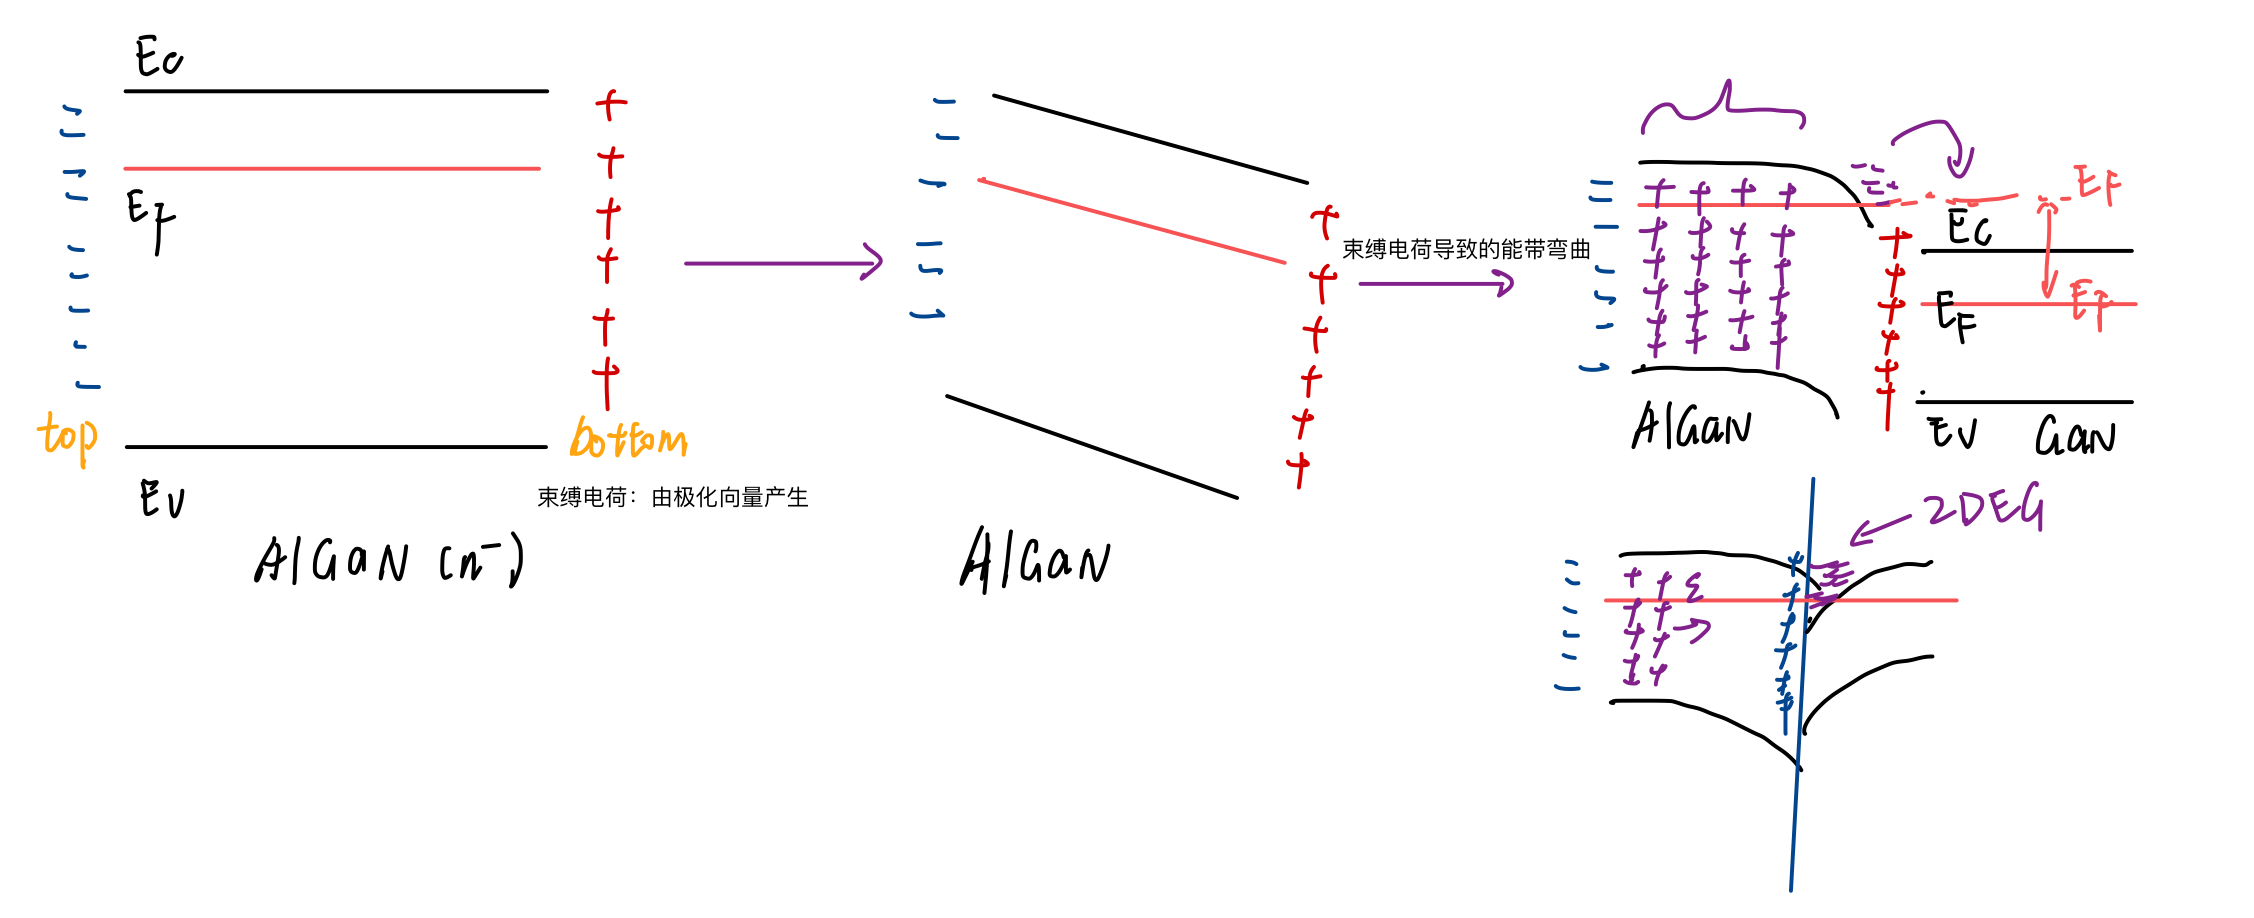 Ec
EF
top
bottom
Ev
束缚电荷：由极化向量产生
AlGaN (n⁻)
AlGaN
束缚电荷导致的能带弯曲
EF
Ec
EF
EF
AlGaN
Ev
GaN
2DEG